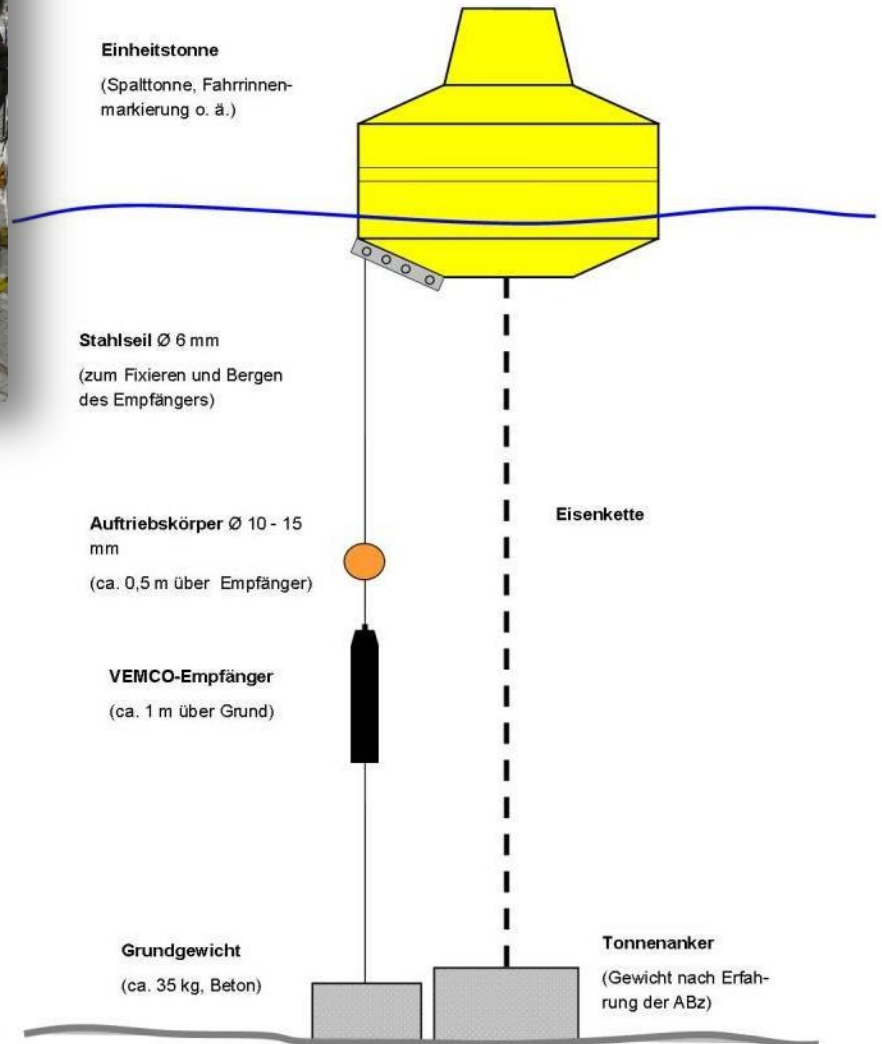 Einheitstonne
(Spalttonne, Fahrrinnen-
markierung o. ä.)
Stahlseil Ø 6 mm
(zum Fixieren und Bergen
des Empfängers)
Auftriebskörper Ø 10 - 15
mm
(ca. 0,5 m über Empfänger)
Eisenkette
VEMCO-Empfänger
(ca. 1 m über Grund)
Grundgewicht
(ca. 35 kg, Beton)
Tonnenanker
(Gewicht nach Erfah-
rung der ABz)